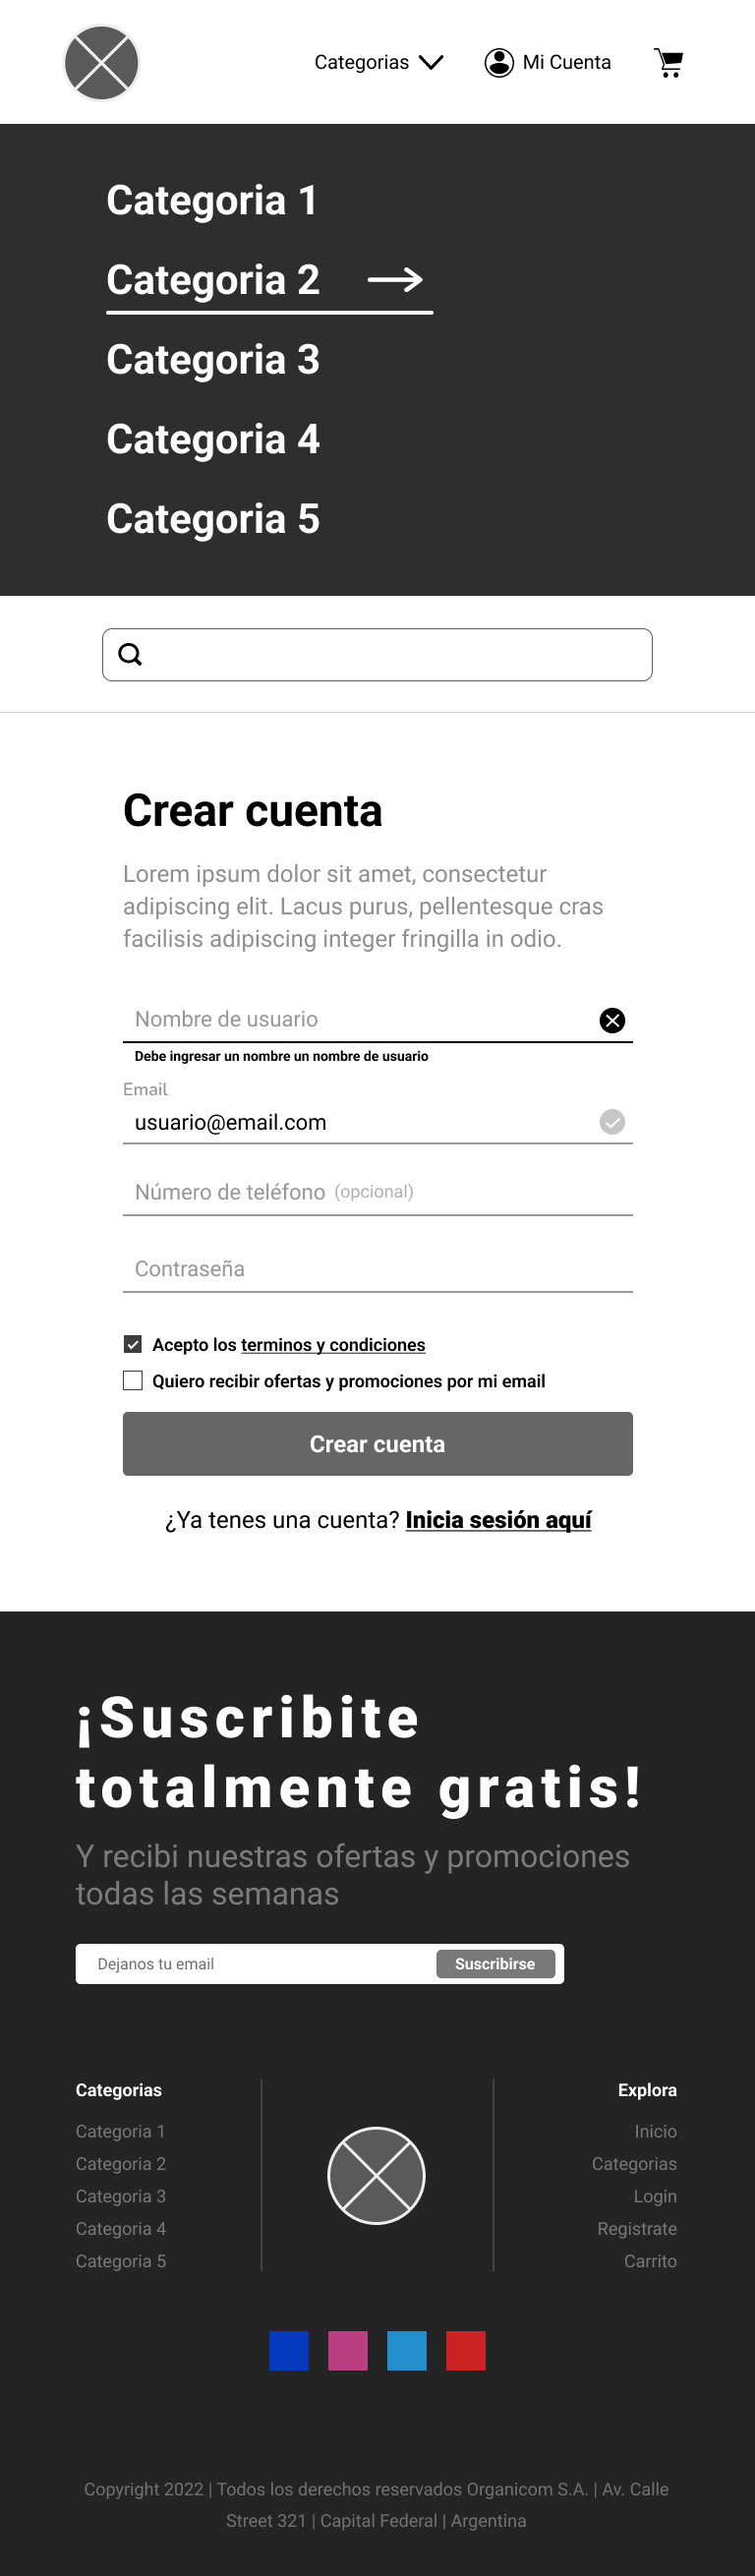 Categorias
Mi Cuenta
Categoria 1
Categoria 2
Categoria 3
Categoria 4
Categoria 5
Crear cuenta
Lorem ipsum dolor sit amet, consectetur
adipiscing elit. Lacus purus, pellentesque cras
facilisis adipiscing integer fringilla in odio.
Nombre de usuario
Debe ingresar un nombre un nombre de usuario
Email
usuario@email.com
Número de teléfono (opcional)
Contraseña
Acepto los terminos y condiciones
Quiero recibir ofertas y promociones por mi email
Crear cuenta
¿Ya tenes una cuenta? Inicia sesión aquí
¡Suscribite
totalmente gratis!
Y recibi nuestras ofertas y promociones
todas las semanas
Dejanos tu email
Suscribirse
Categorias
Categoria 1
Categoria 2
Categoria 3
Categoria 4
Categoria 5
Explora
Inicio
Categorias
Login
Registrate
Carrito
Copyright 2022 | Todos los derechos reservados Organicom S.A. | Av. Calle
Street 321 | Capital Federal | Argentina